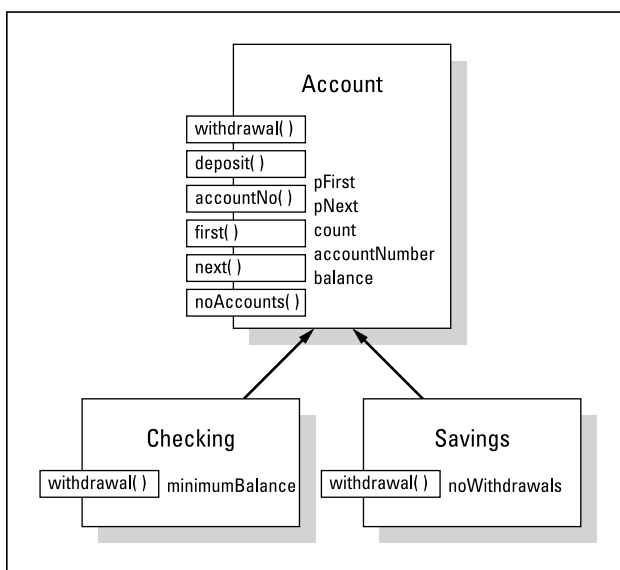 Account
withdrawal( )
deposit( )
accountNo( )
first( )
next( )
noAccounts( )
pFirst
pNext
count
accountNumber
balance
Checking
withdrawal( )
minimumBalance
Savings
withdrawal( )
noWithdrawals